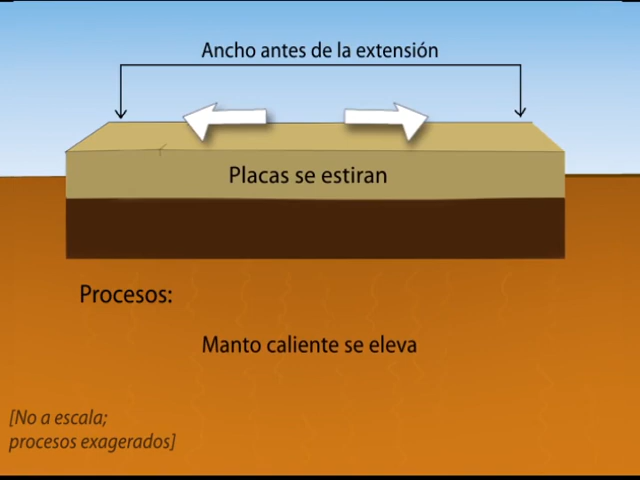 Ancho antes de la extensión
Placas se estiran
Procesos:
Manto caliente se eleva
[No a escala;
procesos exagerados]